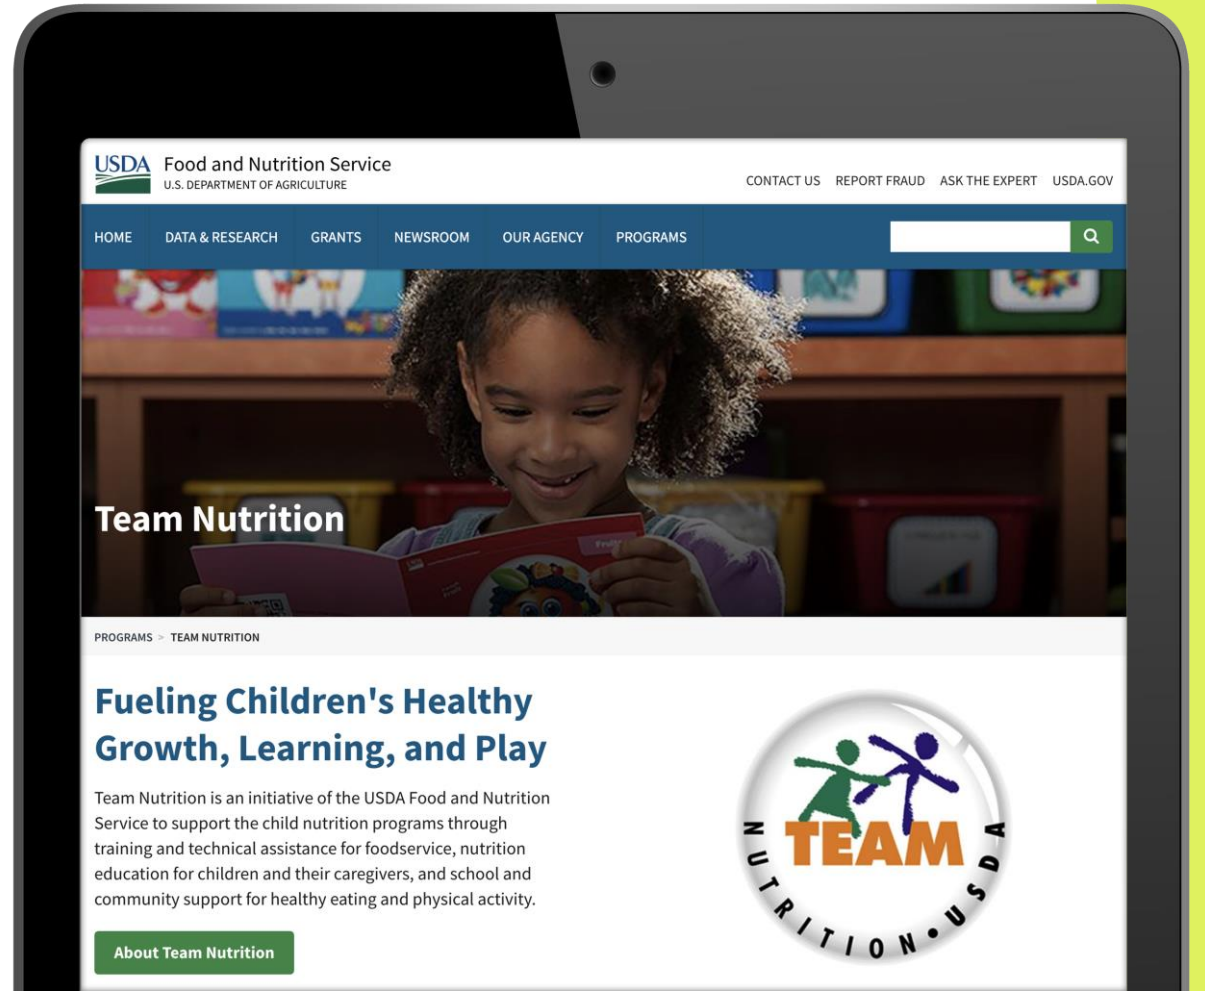 USDA Food and Nutrition Service
U.S. DEPARTMENT OF AGRICULTURE
CONTACT US REPORT FRAUD ASK THE EXPERT USDA.GOV
HOME DATA & RESEARCH GRANTS NEWSROOM OUR AGENCY PROGRAMS
Team Nutrition
PROGRAMS > TEAM NUTRITION
Fueling Children's Healthy
Growth, Learning, and Play
Team Nutrition is an initiative of the USDA Food and Nutrition
Service to support the child nutrition programs through
training and technical assistance for foodservice, nutrition
education for children and their caregivers, and school and
community support for healthy eating and physical activity.
About Team Nutrition
TEAM
NUTRITION • USDA